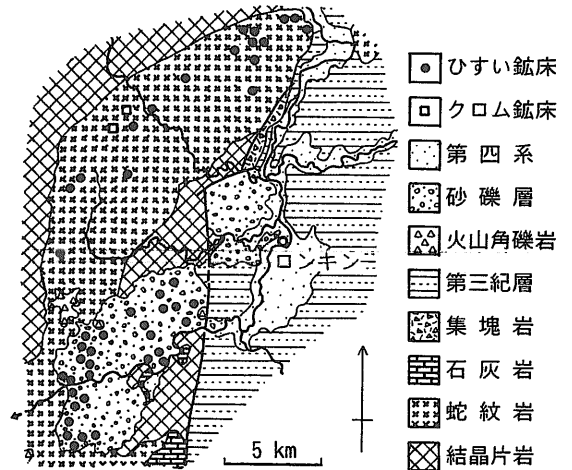 ひすい鉱床
クロム鉱床
第四系
砂礫層
火山角礫岩
第三紀層
集塊岩
石灰岩
蛇紋岩
結晶片岩
ロンキン
5 km